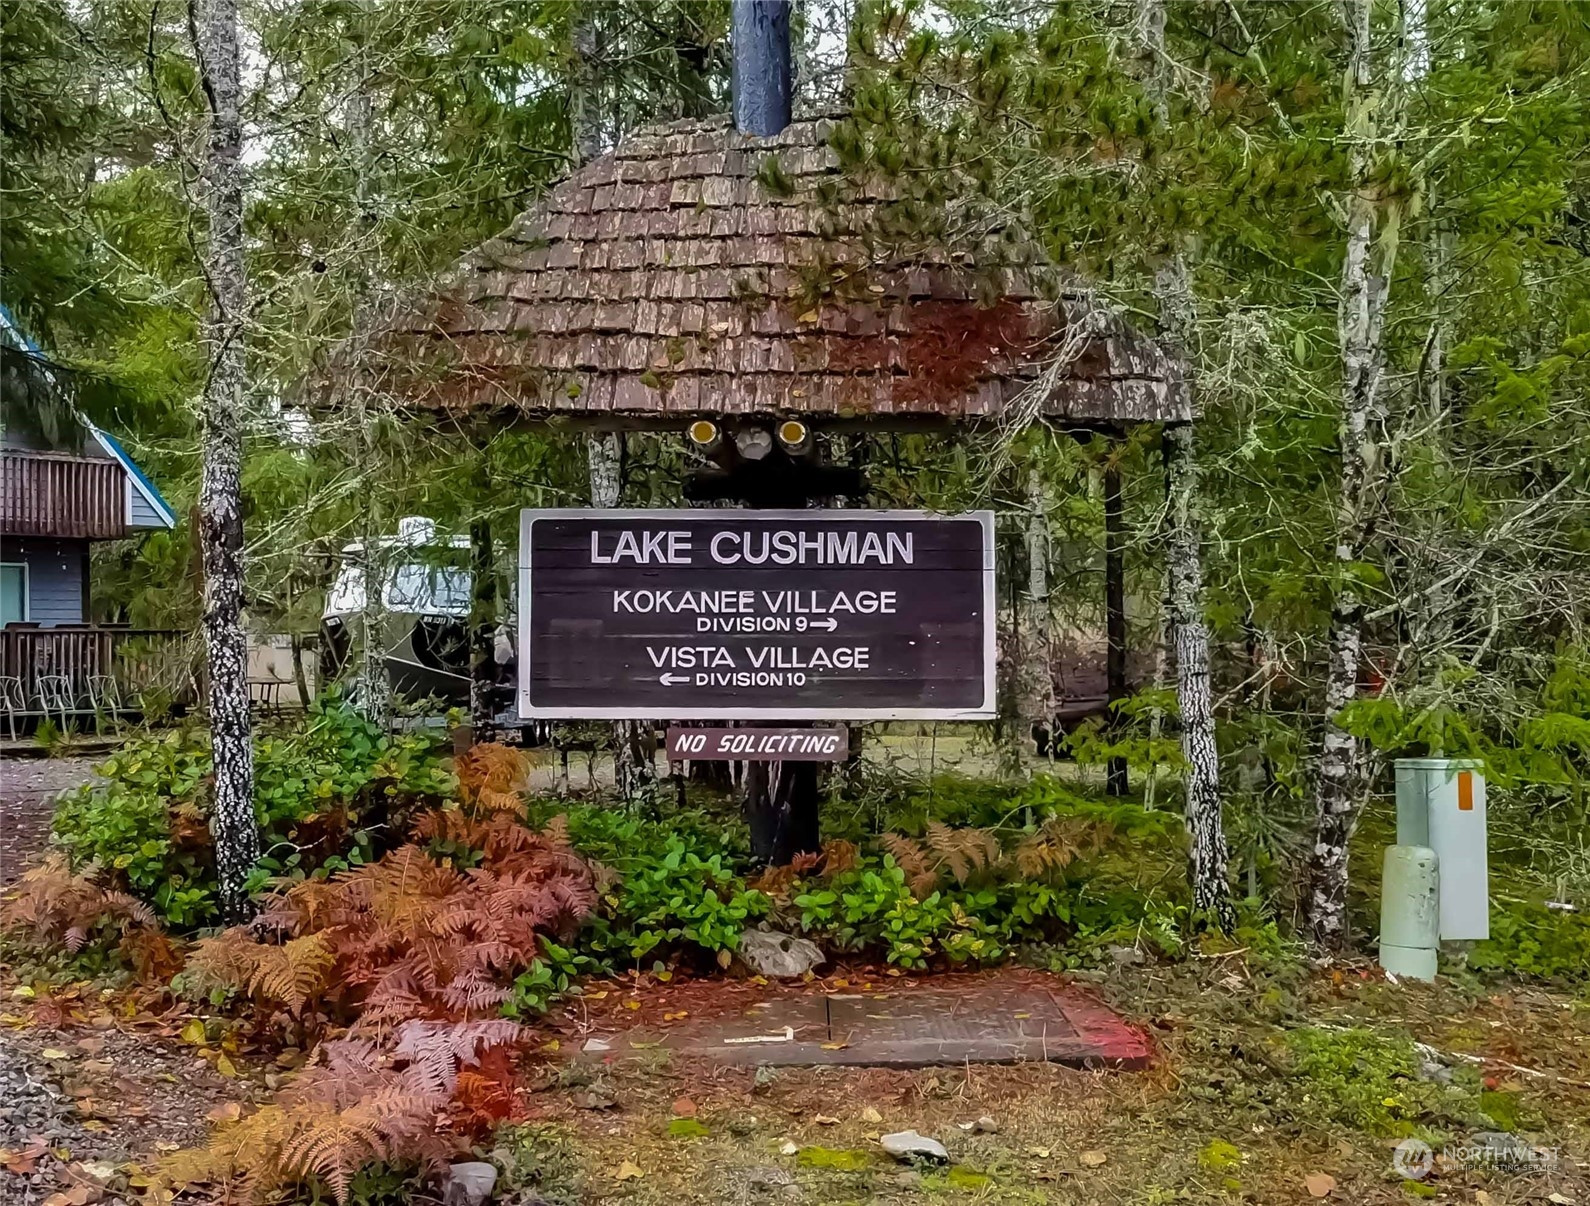 LAKE CUSHMAN
KOKANEE VILLAGE
DIVISION 9→
VISTA VILLAGE
← DIVISION 10
NO SOLICITING
NORTHWEST
MULTIPLE LISTING SERVICE